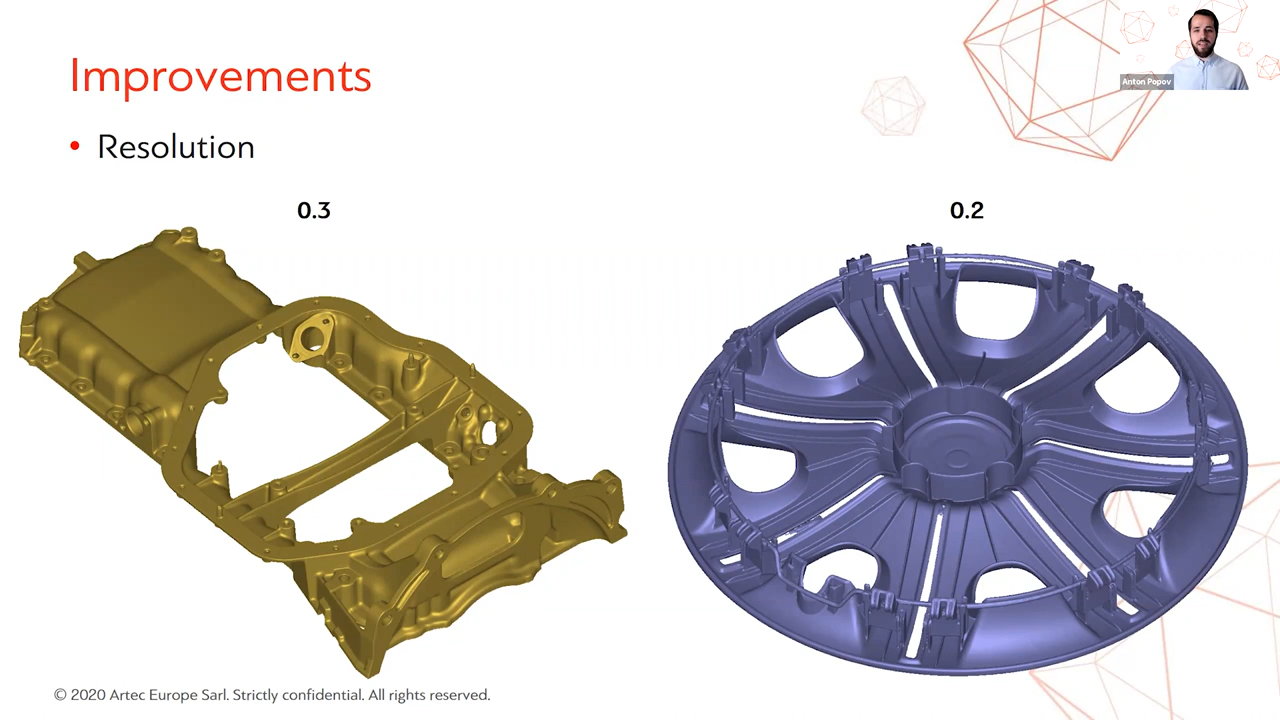 Improvements
• Resolution
0.3
0.2
Anton Popov
© 2020 Artec Europe Sarl. Strictly confidential. All rights reserved.